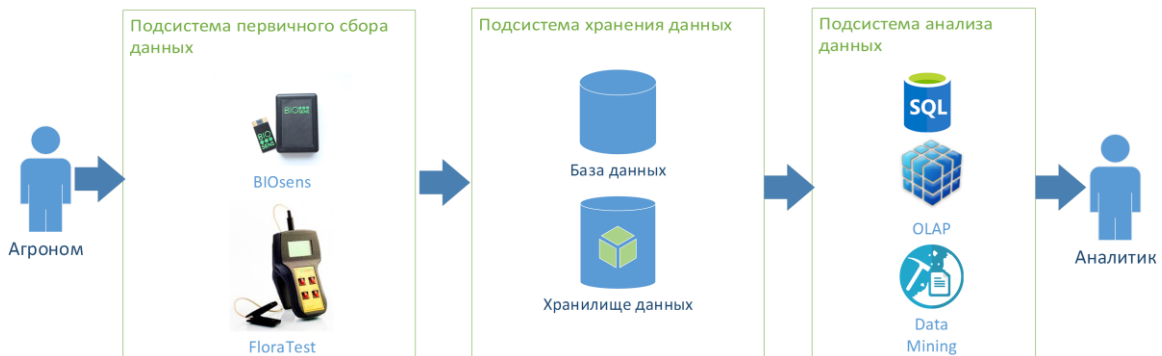 Подсистема первичного сбора
данных
BIOsens
FloraTest
Агроном
Подсистема хранения данных
База данных
Хранилище данных
Подсистема анализа
данных
SQL
OLAP
Data
Mining
Аналитик